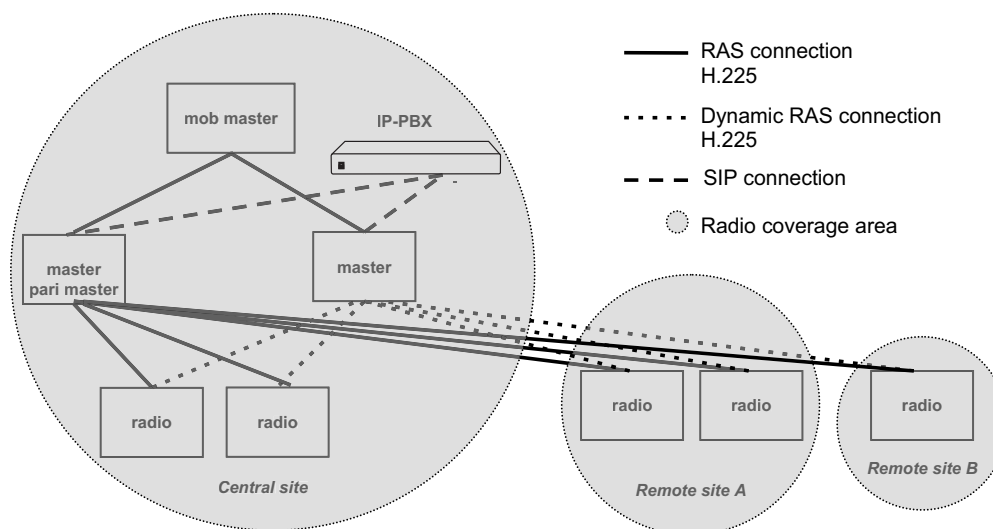 RAS connection
H.225
Dynamic RAS connection
H.225
SIP connection
Radio coverage area
mob master
IP-PBX
master
pari master
master
radio
radio
radio
radio
radio
Central site
Remote site A
Remote site B